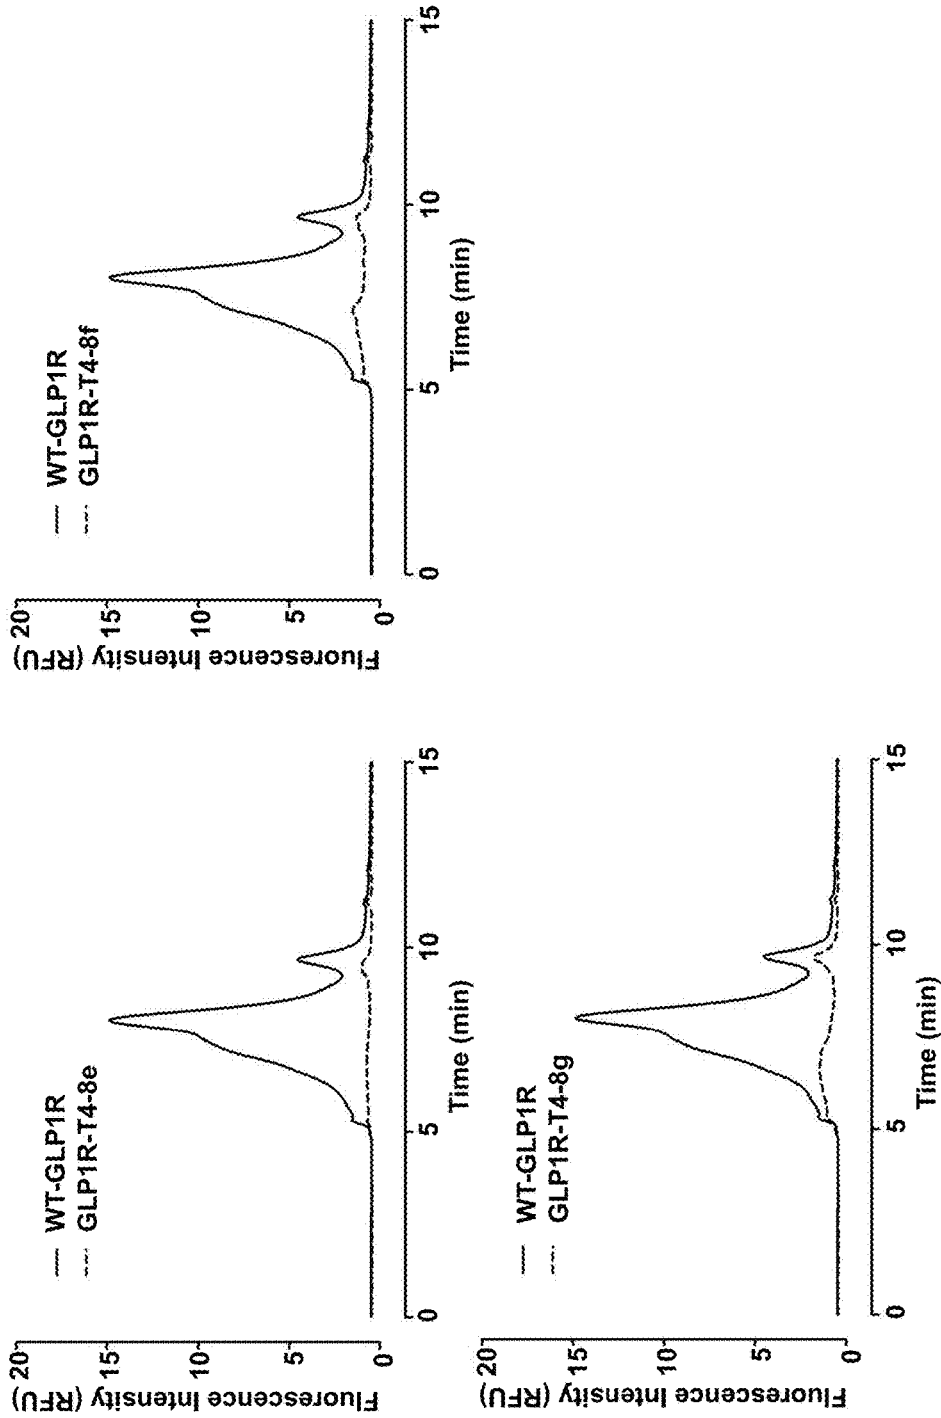 WT-GLP1R
GLP1R-T4-8e
Fluorescence Intensity (RFU)
20
15
10
5
0
0
5
10
15
Time (min)
WT-GLP1R
GLP1R-T4-8f
Fluorescence Intensity (RFU)
20
15
10
5
0
0
5
10
15
Time (min)
WT-GLP1R
GLP1R-T4-8g
Fluorescence Intensity (RFU)
20
15
10
5
0
0
5
10
15
Time (min)